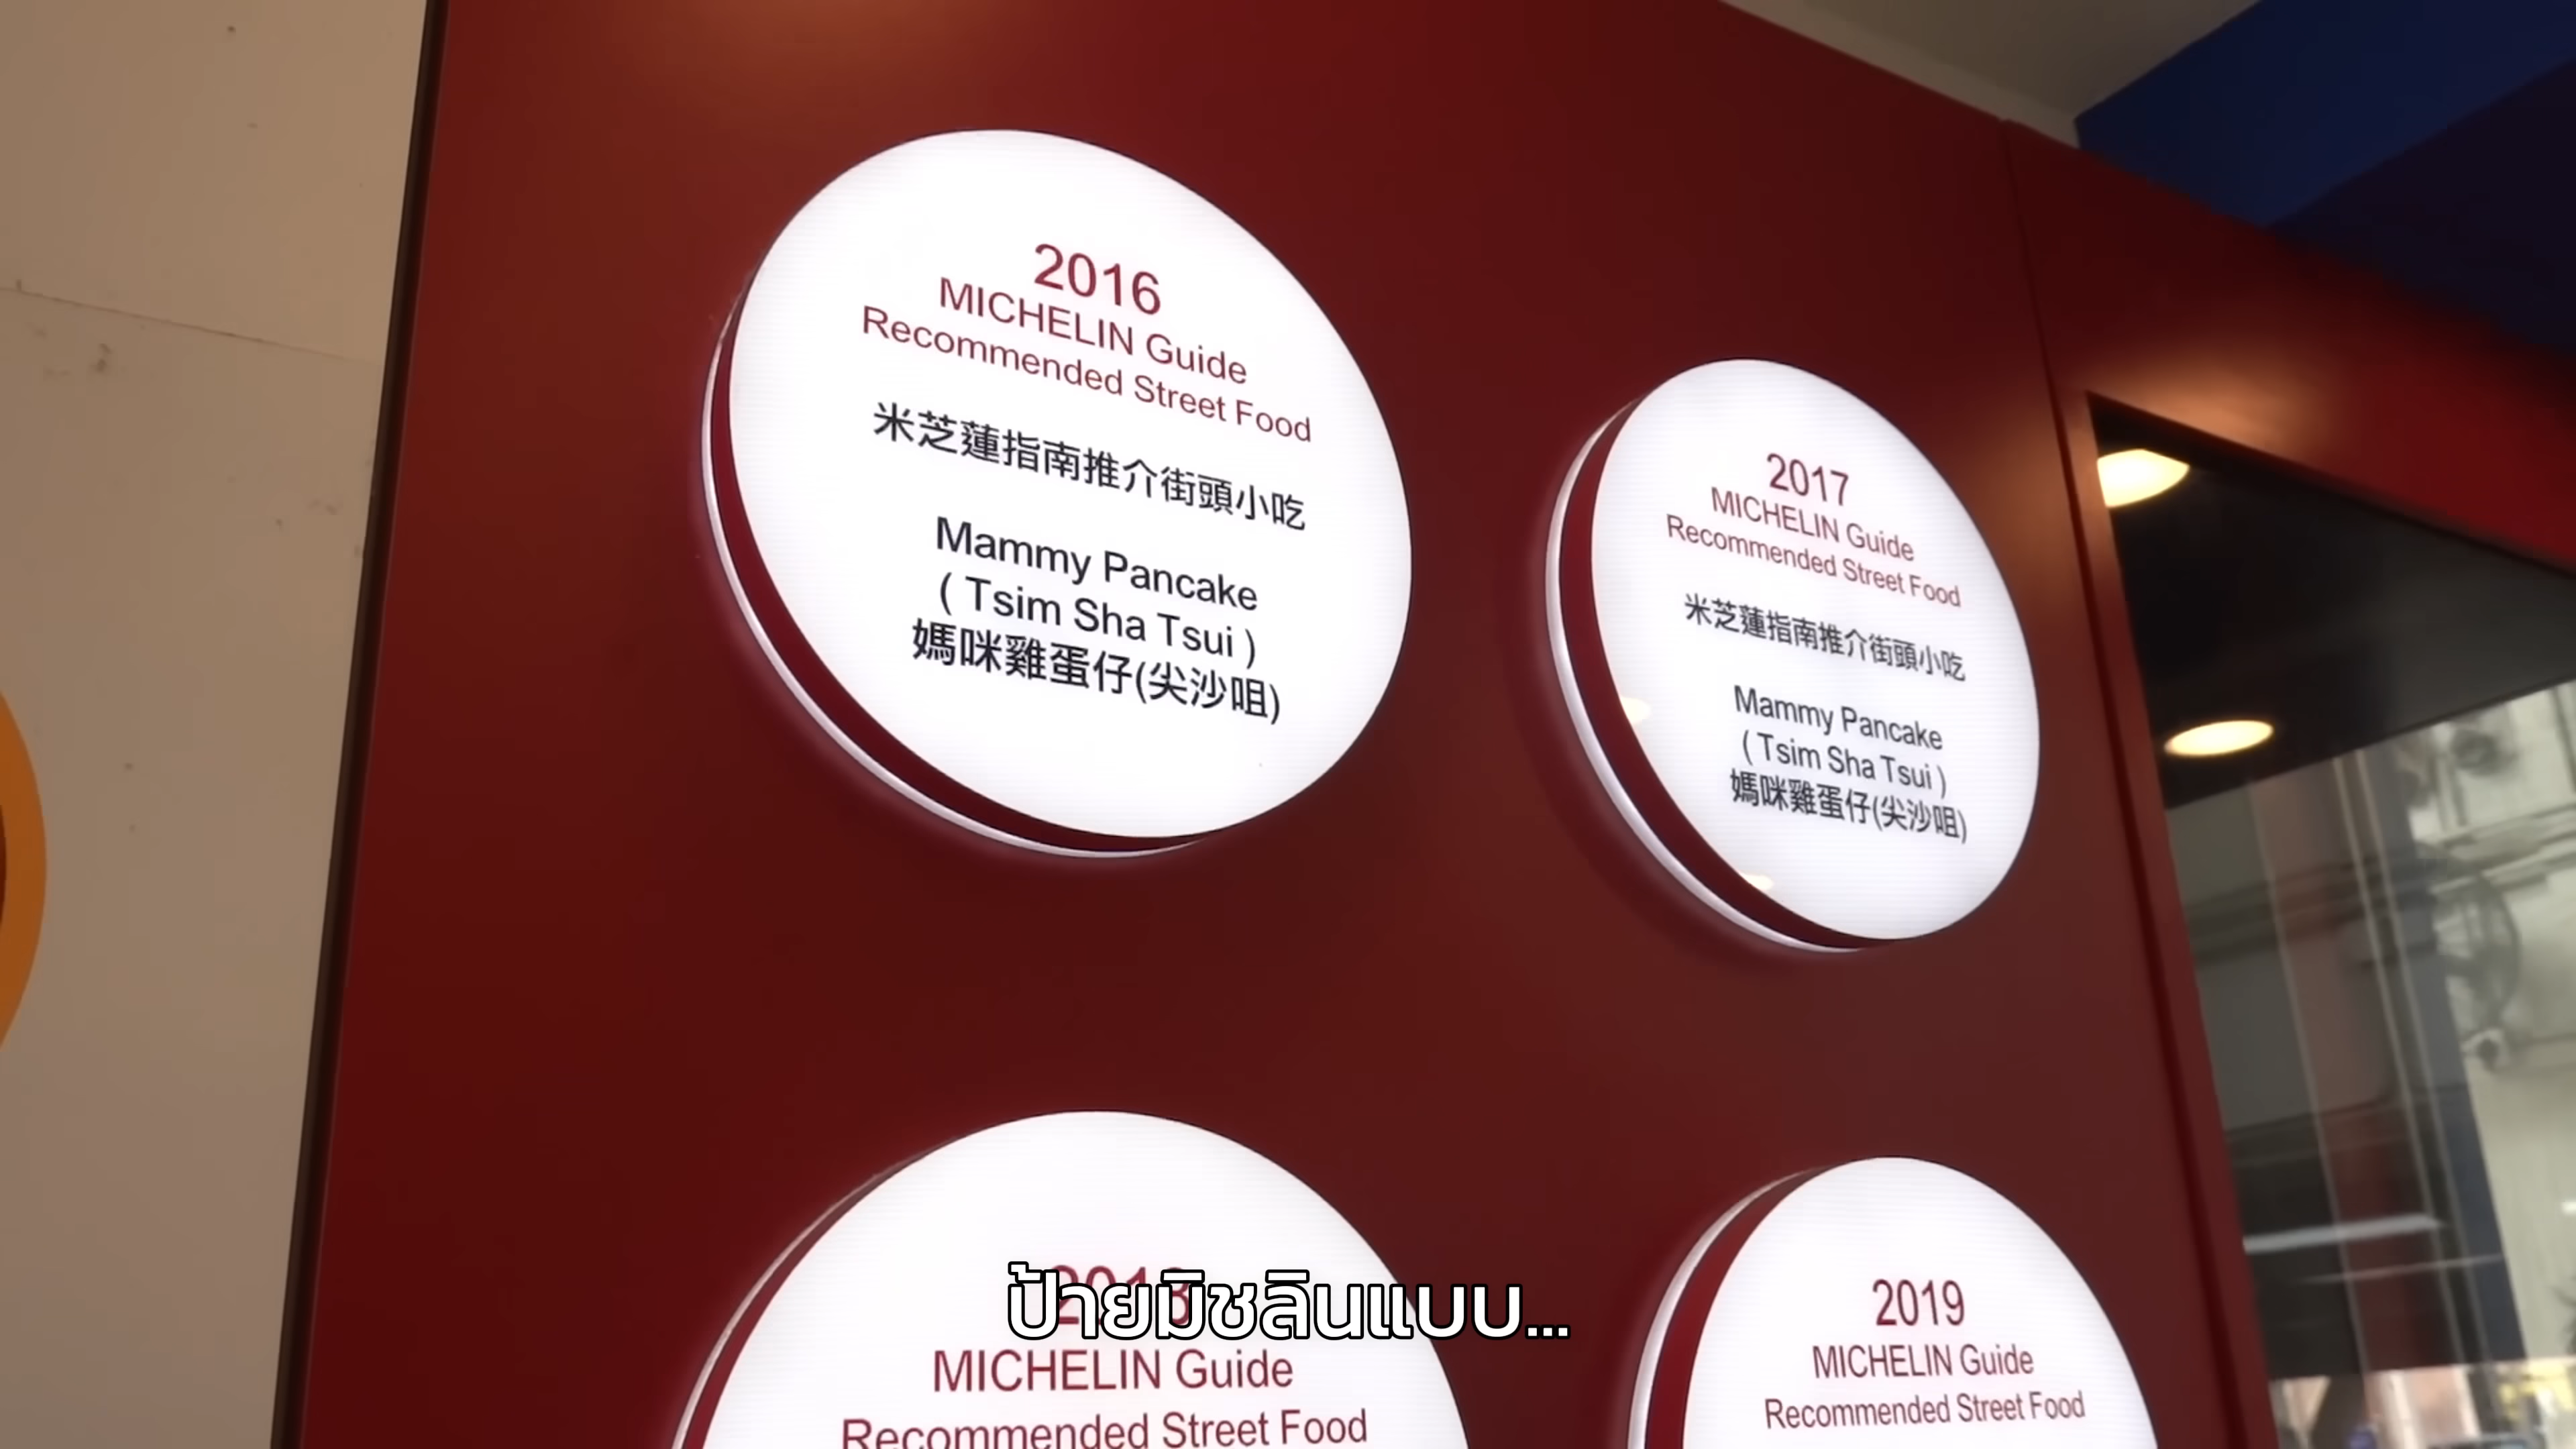 2016
MICHELIN Guide
Recommended Street Food
米芝蓮指南推介街頭小吃
Mammy Pancake
( Tsim Sha Tsui )
媽咪雞蛋仔(尖沙咀)
2017
MICHELIN Guide
Recommended Street Food
米芝蓮指南推介街頭小吃
Mammy Pancake
( Tsim Sha Tsui )
媽咪雞蛋仔(尖沙咀)
2018
MICHELIN Guide
Recommended Street Food
2019
MICHELIN Guide
Recommended Street Food
ป้ายมิชลินแบบ...